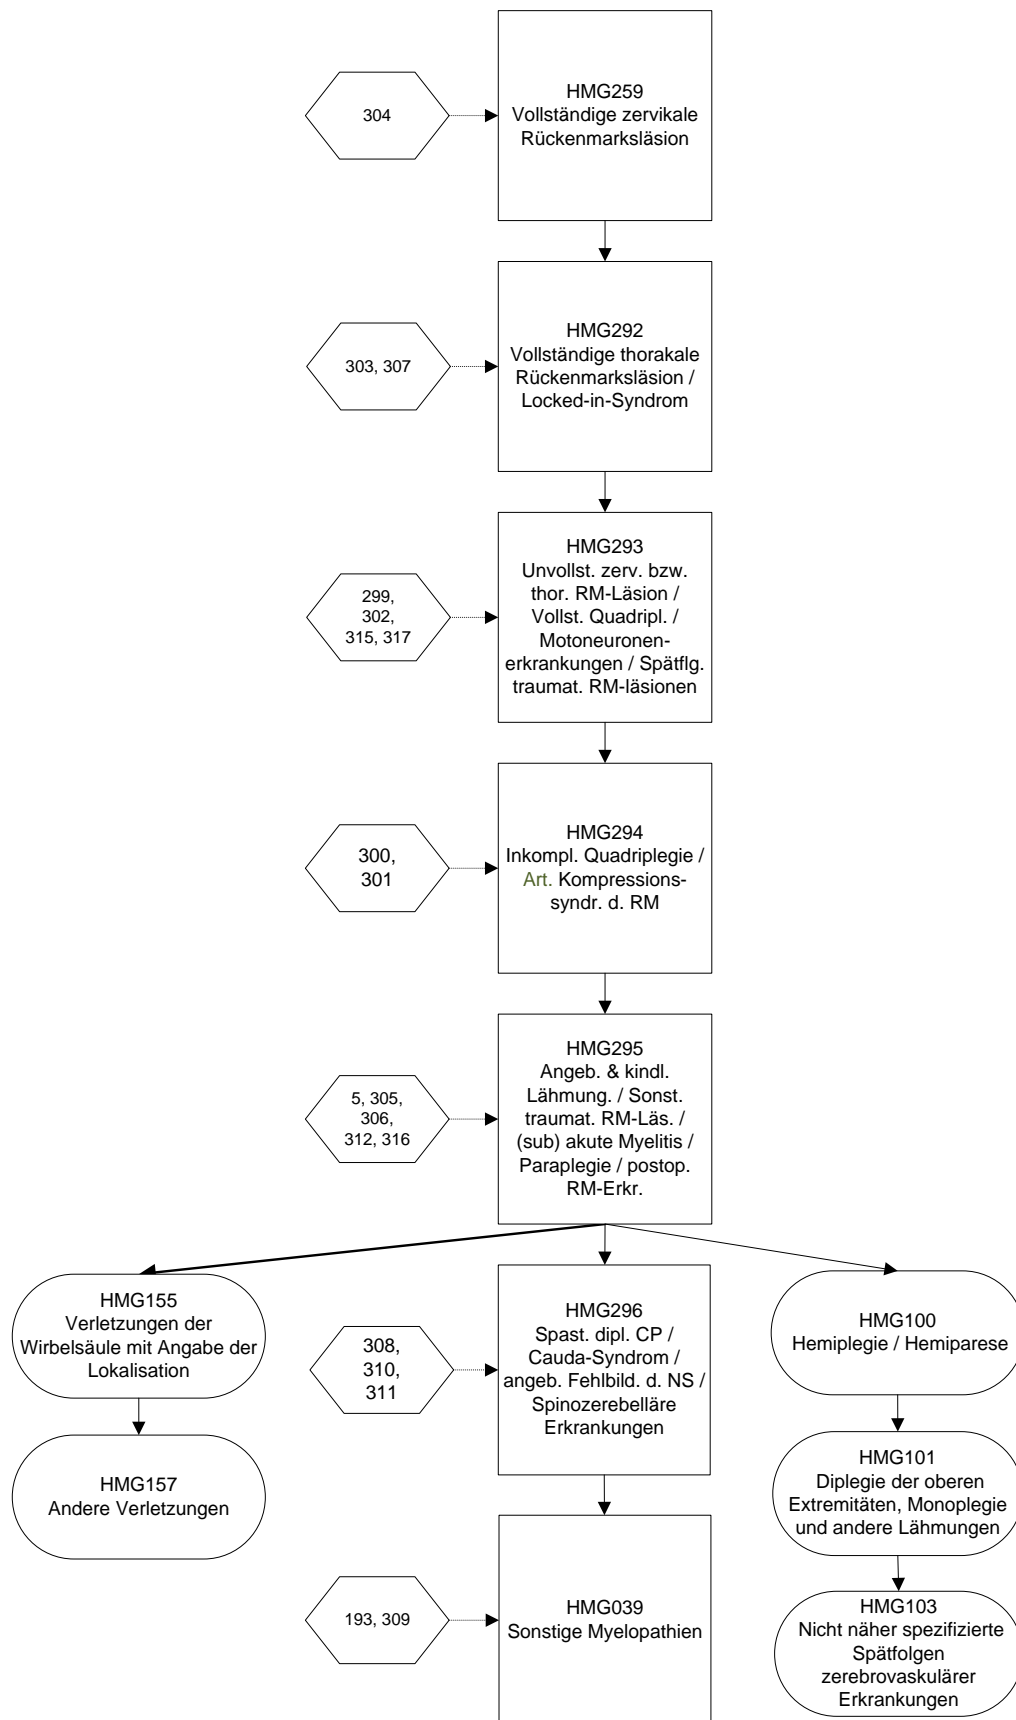 304
HMG259
Vollständige zervikale
Rückenmarksläsion
303, 307
HMG292
Vollständige thorakale
Rückenmarksläsion /
Locked-in-Syndrom
299,
302,
315, 317
HMG293
Unvollst. zerv. bzw.
thor. RM-Läsion /
Vollst. Quadripl. /
Motoneuronen-
erkrankungen / Spätflg.
traumat. RM-läsionen
300,
301
HMG294
Inkompl. Quadriplegie /
Art. Kompressions-
syndr. d. RM
5, 305,
306,
312, 316
HMG295
Angeb. & kindl.
Lähmung. / Sonst.
traumat. RM-Läs. /
(sub) akute Myelitis /
Paraplegie / postop.
RM-Erkr.
HMG155
Verletzungen der
Wirbelsäule mit Angabe der
Lokalisation
HMG157
Andere Verletzungen
308,
310,
311
HMG296
Spast. dipl. CP /
Cauda-Syndrom /
angeb. Fehlbild. d. NS /
Spinozerebelläre
Erkrankungen
193, 309
HMG039
Sonstige Myelopathien
HMG100
Hemiplegie / Hemiparese
HMG101
Diplegie der oberen
Extremitäten, Monoplegie
und andere Lähmungen
HMG103
Nicht näher spezifizierte
Spätfolgen
zerebrovaskulärer
Erkrankungen